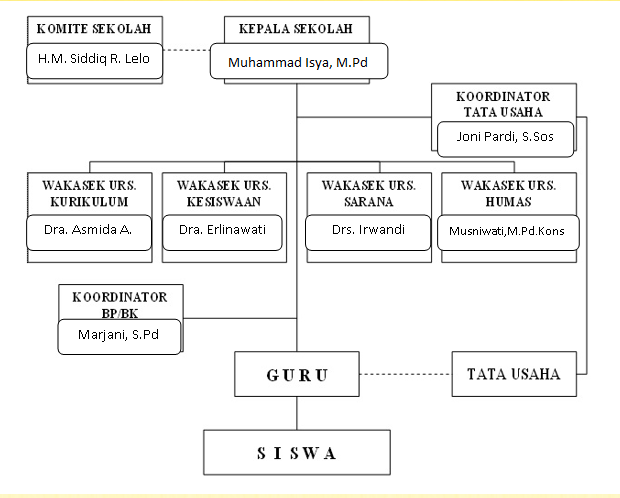 KOMITE SEKOLAH
H.M. Siddiq R. Lelo
KEPALA SEKOLAH
Muhammad Isya, M.Pd
KOORDINATOR
TATA USAHA
Joni Pardi, S.Sos
WAKASEK URS.
KURIKULUM
Dra. Asmida A.
WAKASEK URS.
KESISWAAN
Dra. Erlinawati
WAKASEK URS.
SARANA
Drs. Irwandi
WAKASEK URS.
HUMAS
Musniwati,M.Pd.Kons
KOORDINATOR
BP/BK
Marjani, S.Pd
G U R U
TATA USAHA
S I S W A